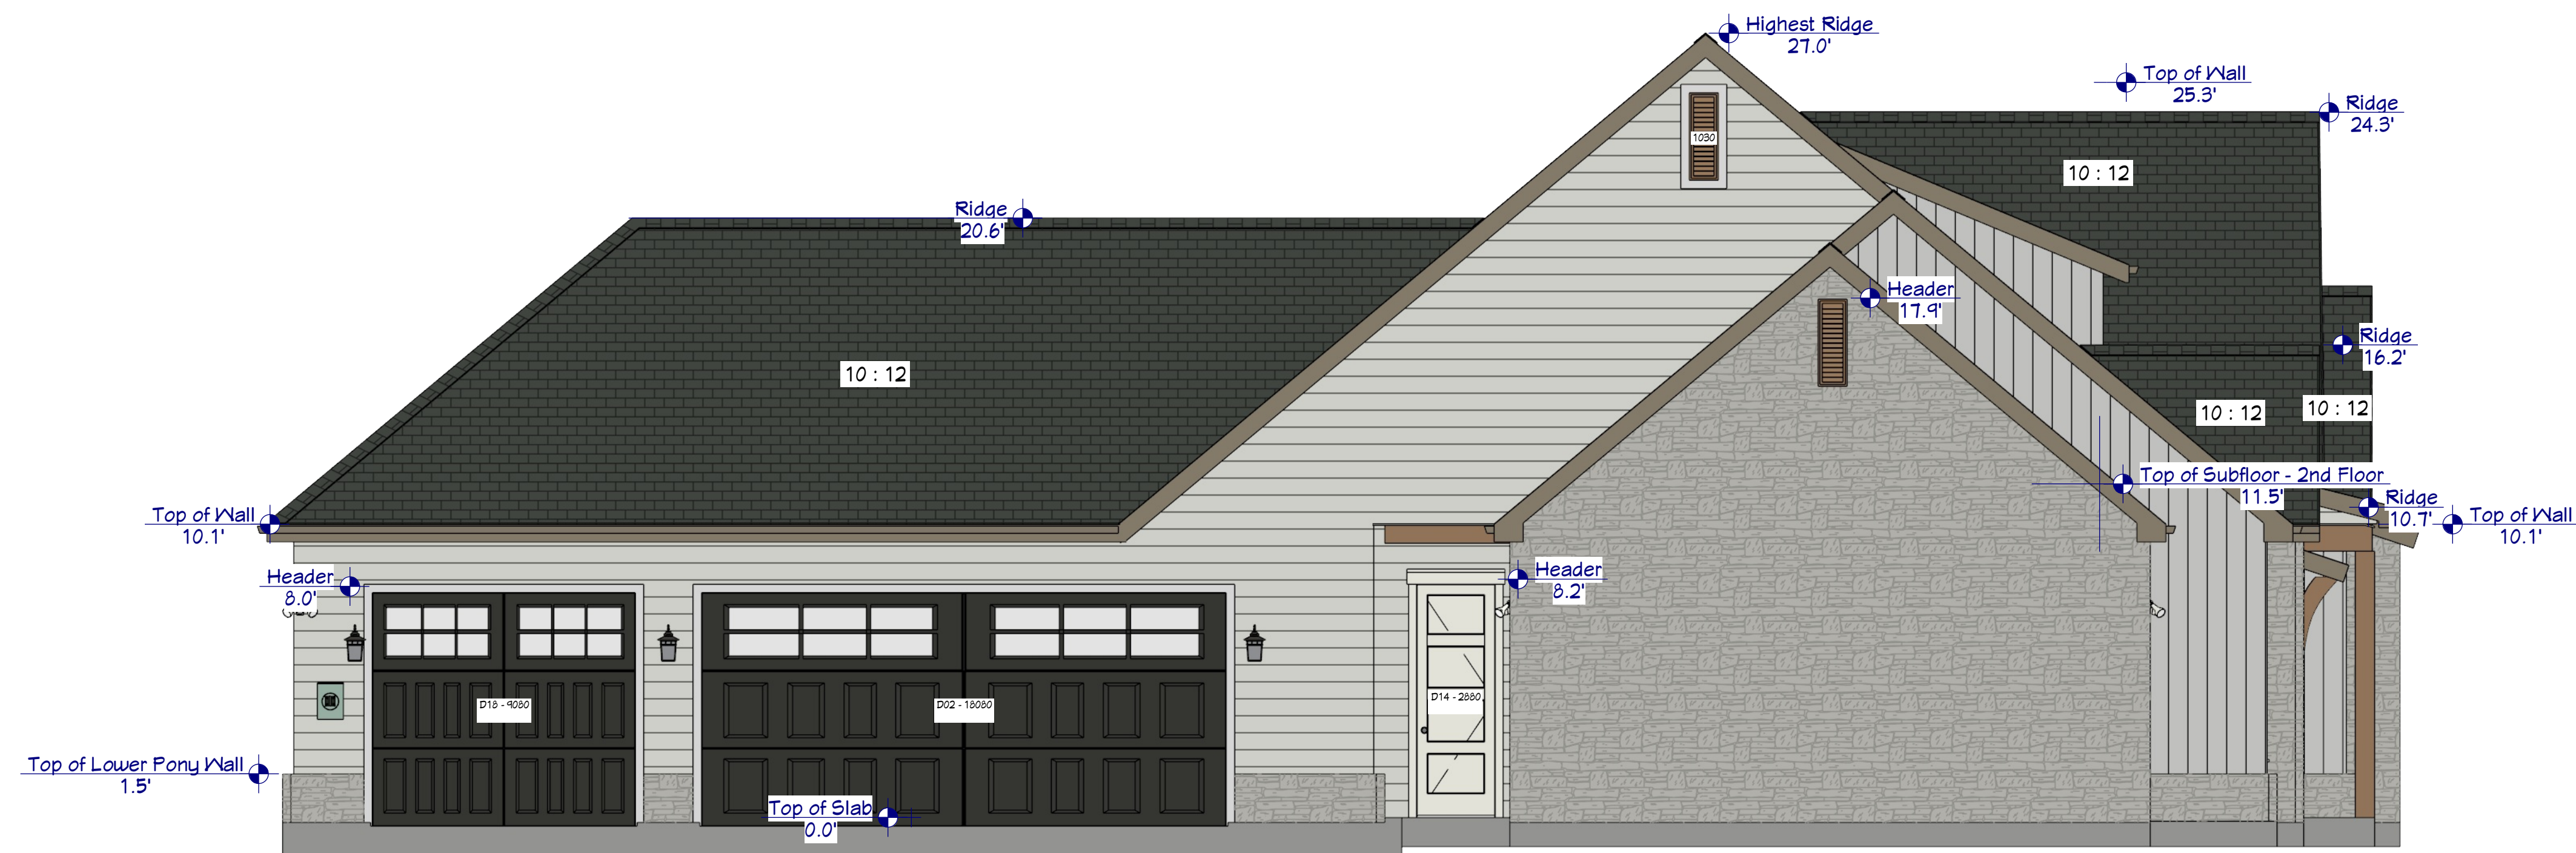 Highest Ridge
27.0'
Top of Wall
25.3'
Ridge
24.3'
1030
10 : 12
Ridge
20.6'
Header
17.9'
Ridge
16.2'
10 : 12
10 : 12
10 : 12
Top of Subfloor - 2nd Floor
11.5'
Ridge
10.7'
Top of Wall
10.1'
Top of Wall
10.1'
Header
8.0'
Header
8.2'
D18 - 9080
D02 - 18080
D14 - 2880
Top of Lower Pony Wall
1.5'
Top of Slab
0.0'